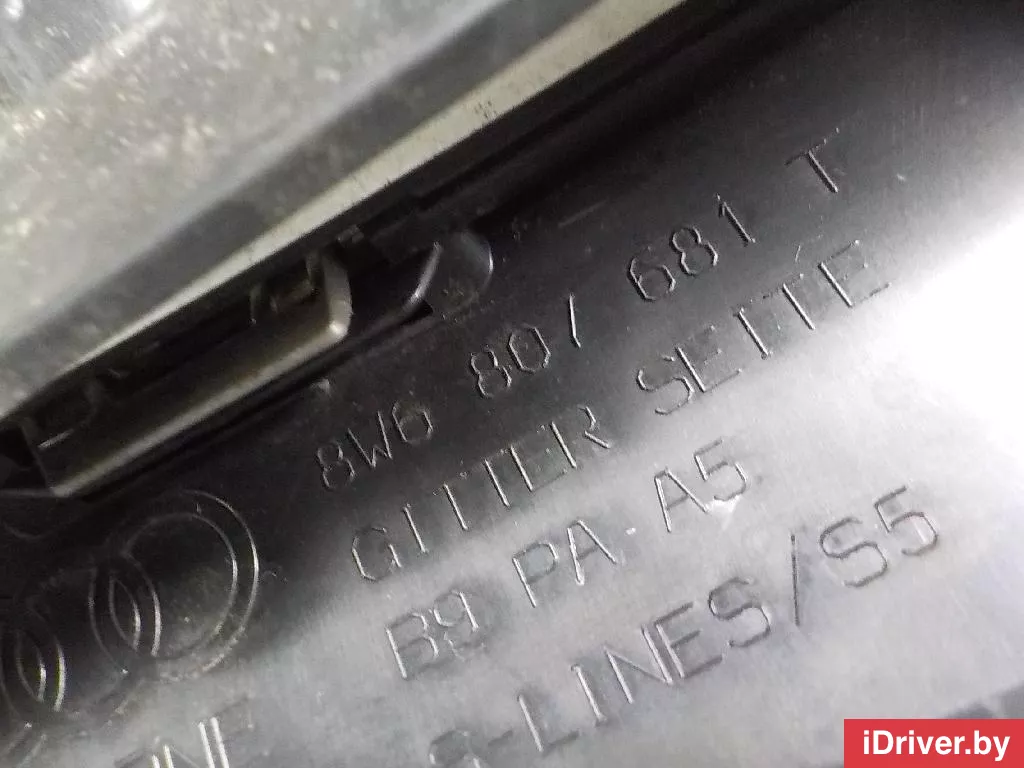 8W6 807 681 T
GITTER SEITE
B9 PA A5
S-LINES/S5
iDriver.by